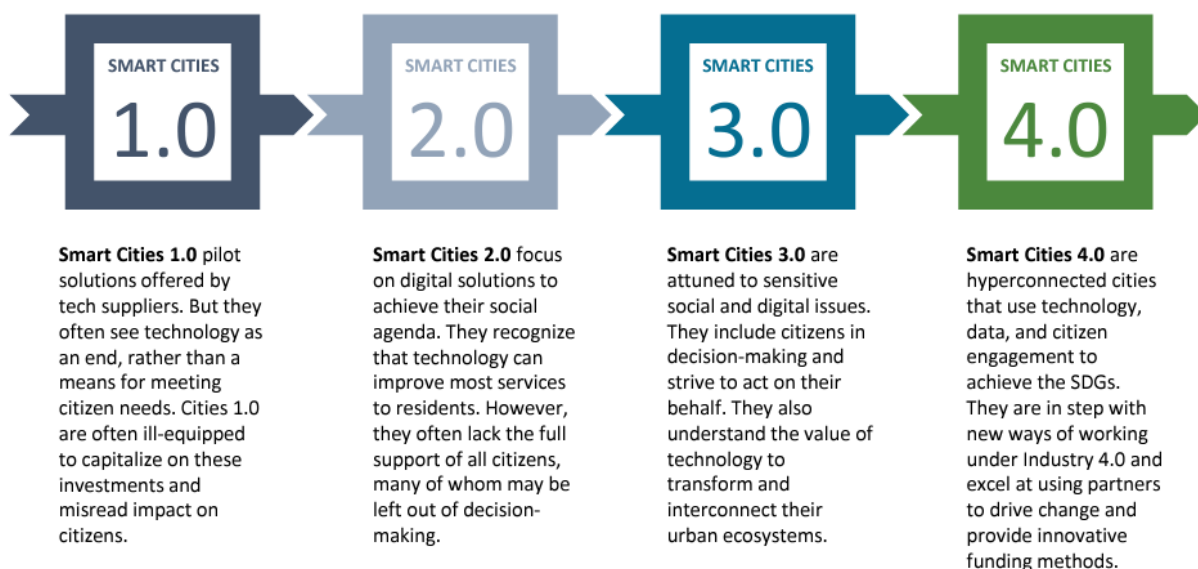 SMART CITIES
1.0
SMART CITIES
2.0
SMART CITIES
3.0
SMART CITIES
4.0
Smart Cities 1.0 pilot
solutions offered by
tech suppliers. But they
often see technology as
an end, rather than a
means for meeting
citizen needs. Cities 1.0
are often ill-equipped
to capitalize on these
investments and
misread impact on
citizens.
Smart Cities 2.0 focus
on digital solutions to
achieve their social
agenda. They recognize
that technology can
improve most services
to residents. However,
they often lack the full
support of all citizens,
many of whom may be
left out of decision-
making.
Smart Cities 3.0 are
attuned to sensitive
social and digital issues.
They include citizens in
decision-making and
strive to act on their
behalf. They also
understand the value of
technology to
transform and
interconnect their
urban ecosystems.
Smart Cities 4.0 are
hyperconnected cities
that use technology,
data, and citizen
engagement to
achieve the SDGs.
They are in step with
new ways of working
under Industry 4.0 and
excel at using partners
to drive change and
provide innovative
funding methods.